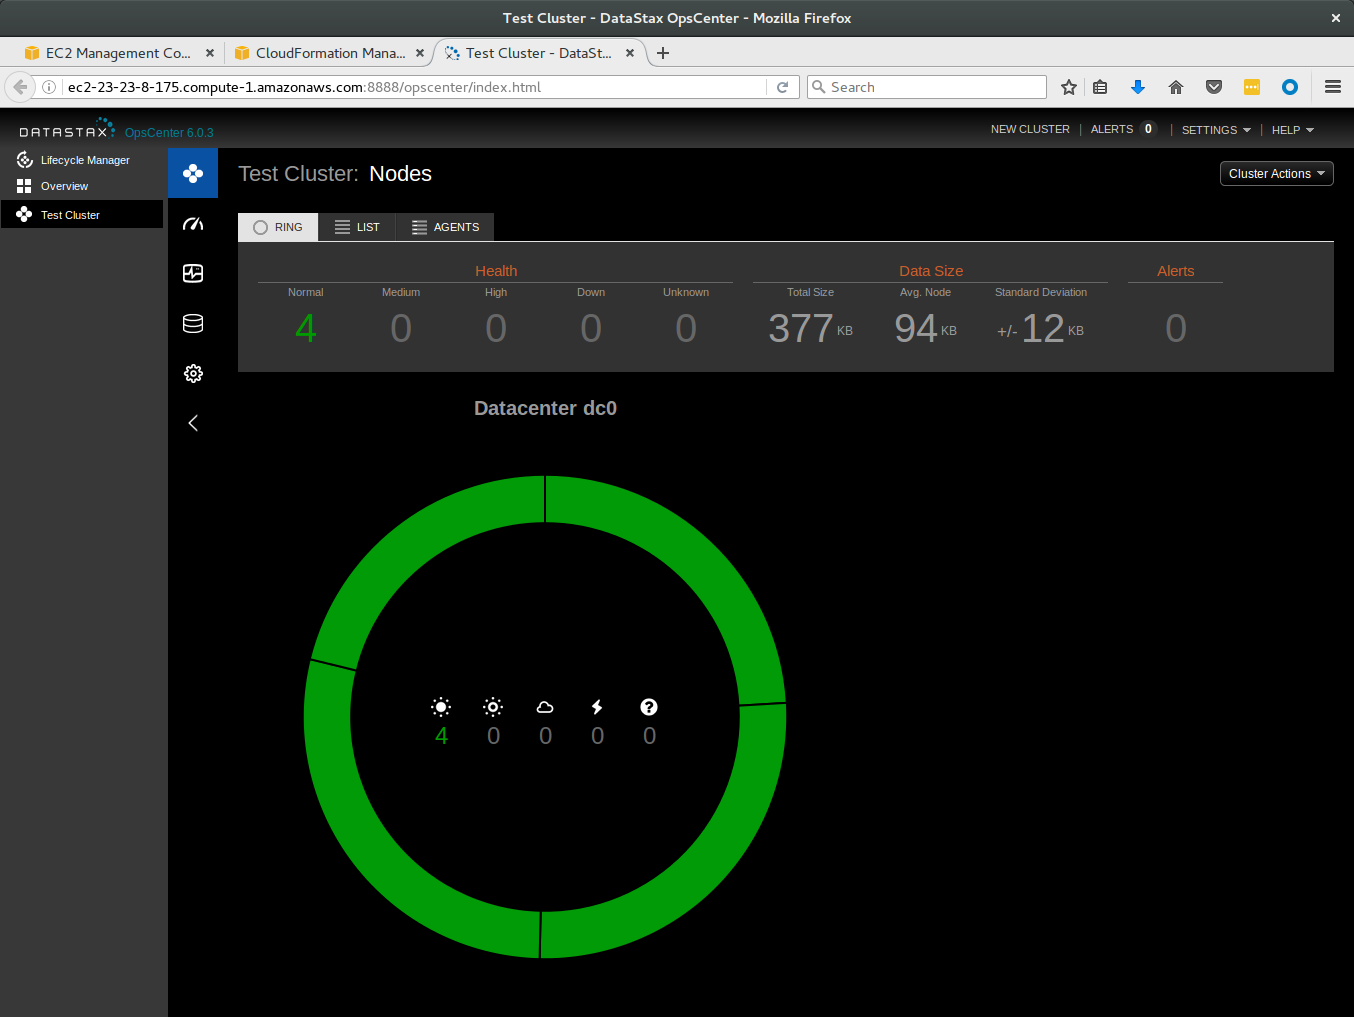 Test Cluster - DataStax OpsCenter - Mozilla Firefox
EC2 Management Co...
CloudFormation Mana...
Test Cluster - DataSt...
ec2-23-23-8-175.compute-1.amazonaws.com:8888/opscenter/index.html
Search
DATASTAX OpsCenter 6.0.3
NEW CLUSTER | ALERTS 0 | SETTINGS | HELP
Lifecycle Manager
Overview
Test Cluster
Test Cluster: Nodes
Cluster Actions
RING LIST AGENTS
Health Data Size Alerts
Normal Medium High Down Unknown Total Size Avg. Node Standard Deviation
4 0 0 0 0 377 KB 94 KB +/- 12 KB 0
Datacenter dc0
4 0 0 0 0